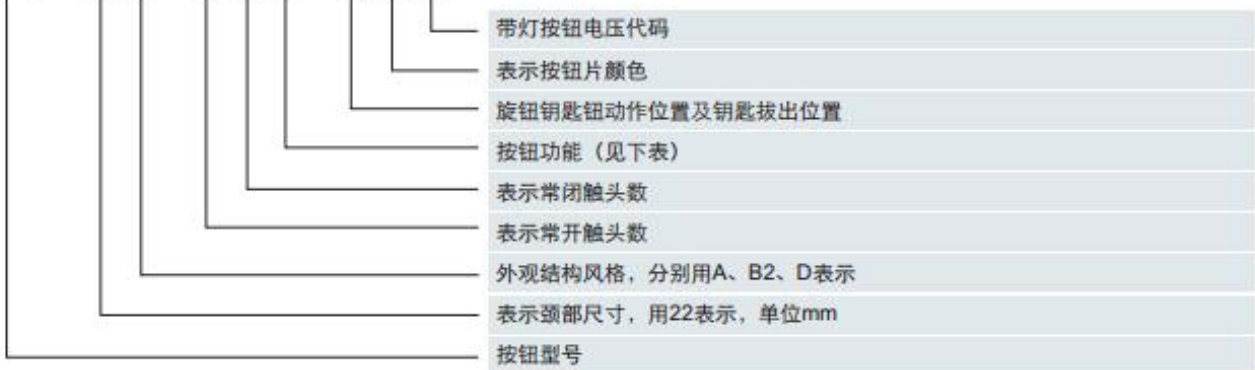 带灯按钮电压代码
表示按钮片颜色
旋钮钥匙钮动作位置及钥匙拔出位置
按钮功能（见下表）
表示常闭触头数
表示常开触头数
外观结构风格，分别用A、B2、D表示
表示颈部尺寸，用22表示，单位mm
按钮型号